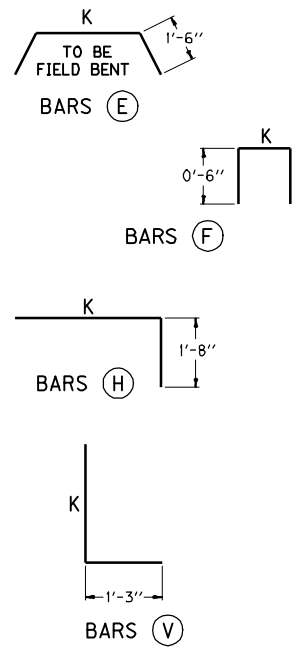 K
1'-6"
TO BE
FIELD BENT
BARS E
K
0'-6"
BARS F
K
1'-8"
BARS H
K
1'-3"
BARS V